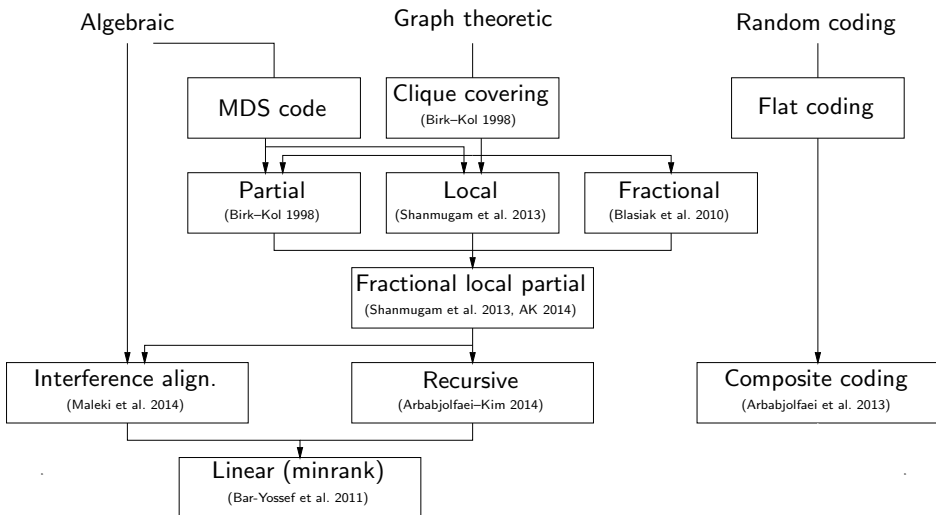 Algebraic
Graph theoretic
Random coding
MDS code
Clique covering
(Birk–Kol 1998)
Flat coding
Partial
(Birk–Kol 1998)
Local
(Shanmugam et al. 2013)
Fractional
(Blasiak et al. 2010)
Fractional local partial
(Shanmugam et al. 2013, AK 2014)
Interference align.
(Maleki et al. 2014)
Recursive
(Arbabjolfaei–Kim 2014)
Composite coding
(Arbabjolfaei et al. 2013)
Linear (minrank)
(Bar-Yossef et al. 2011)